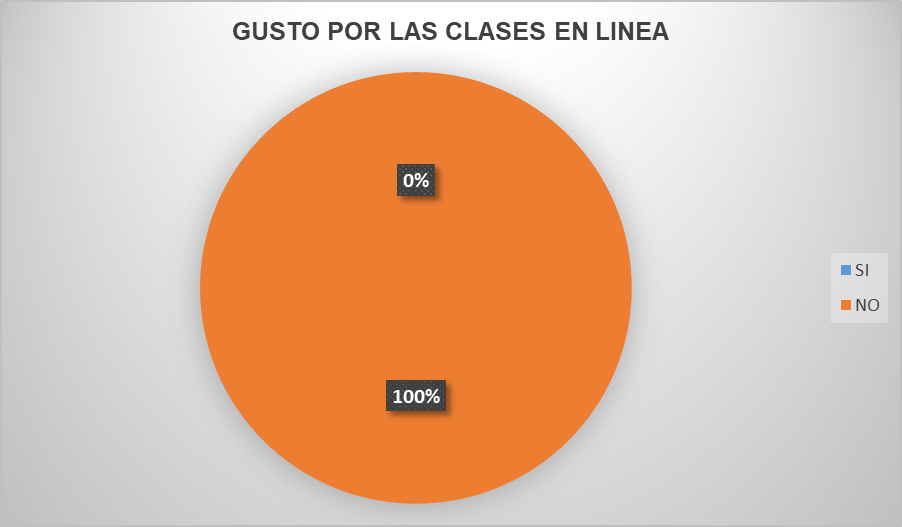 GUSTO POR LAS CLASES EN LINEA
0%
100%
SI
NO